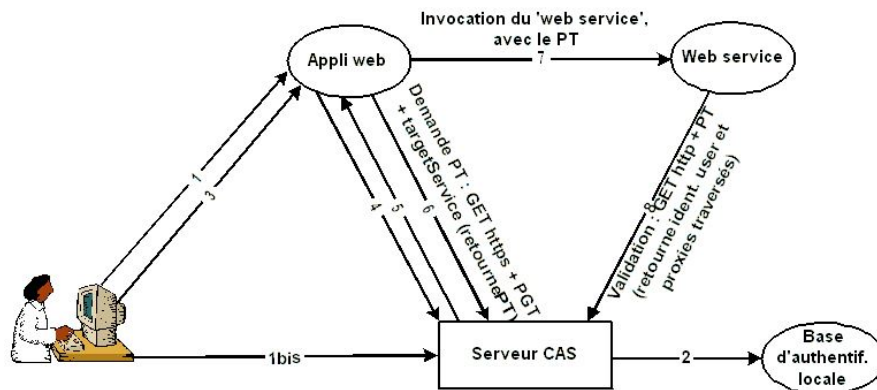 Invocation du 'web service',
avec le PT
7
Appli web
Web service
1
3
4
5
6
Demande PT : GET https + PGT
+ targetService (retourne PT)
8
Validation : GET http + PT
(retourne ident. user et
proxies traversés)
1bis
Serveur CAS
2
Base
d'authentif.
locale